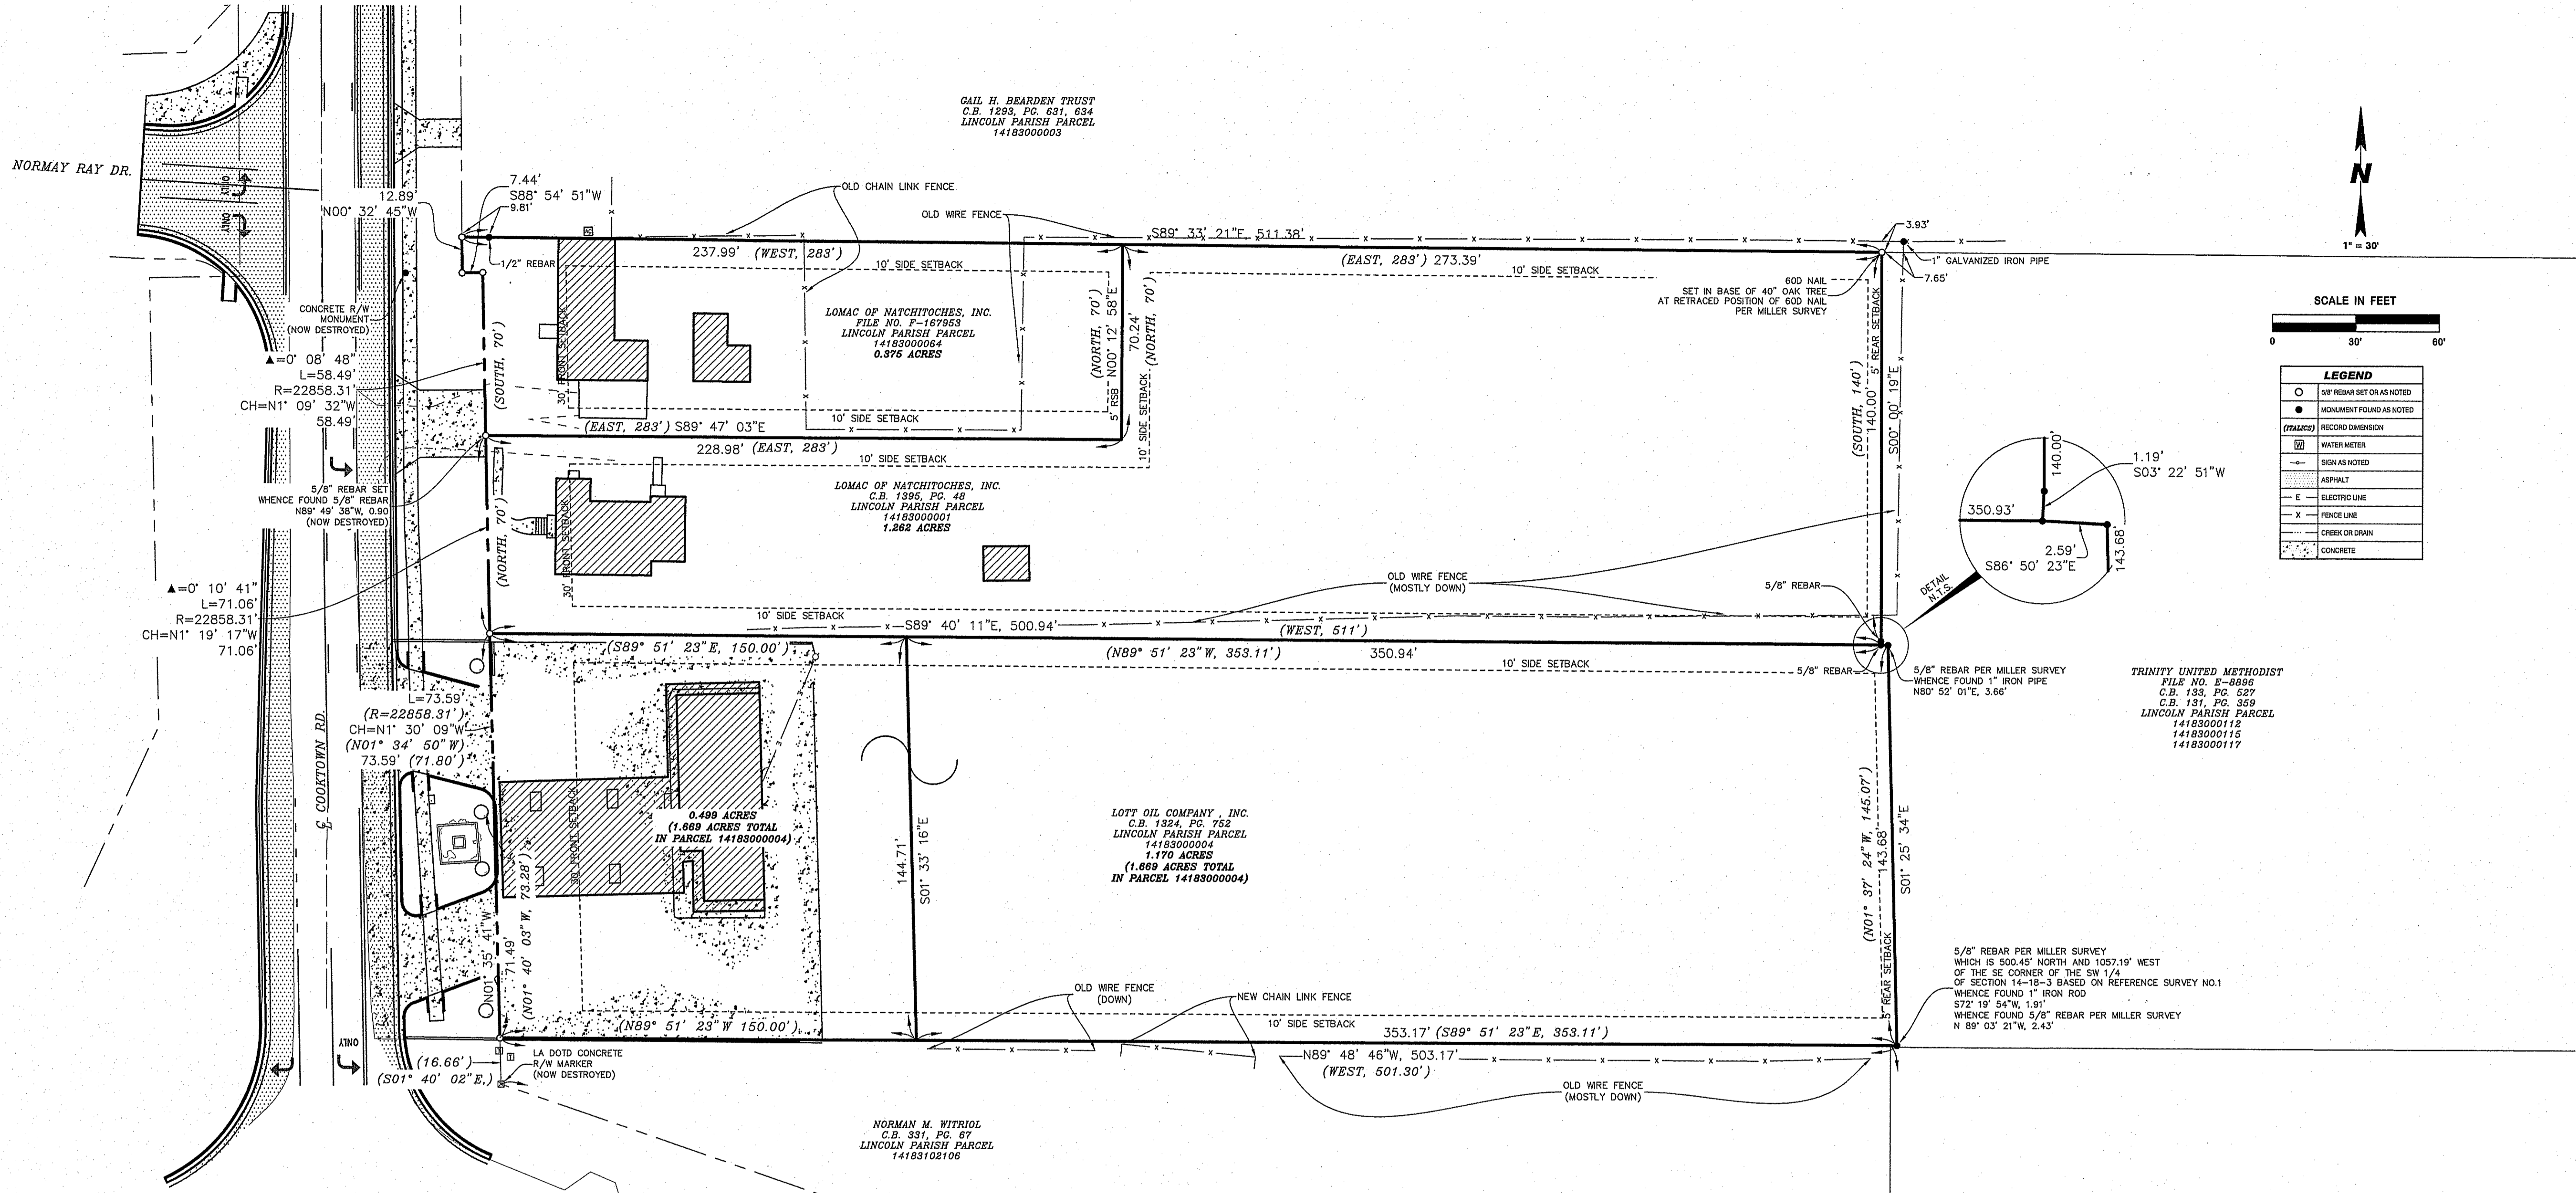 GAIL H. BEARDEN TRUST
C.B. 1293, PG. 631, 634
LINCOLN PARISH PARCEL
14183000003
NORMAY RAY DR.
ONLY
ONLY
12.89'
N00° 32' 45"W
7.44'
S88° 54' 51"W
9.81'
OLD CHAIN LINK FENCE
OLD WIRE FENCE
S89° 33' 21"E, 511.38'
3.93'
1" GALVANIZED IRON PIPE
7.65'
N
1" = 30'
237.99' (WEST, 283')
(EAST, 283') 273.39'
1/2" REBAR
10' SIDE SETBACK
10' SIDE SETBACK
60D NAIL
SET IN BASE OF 40" OAK TREE
AT RETRACED POSITION OF 60D NAIL
PER MILLER SURVEY
CONCRETE R/W
MONUMENT
(NOW DESTROYED)
LOMAC OF NATCHITOCHES, INC.
FILE NO. F-167953
LINCOLN PARISH PARCEL
14183000064
0.375 ACRES
(NORTH, 70')
N00° 12' 58"E
70.24'
(NORTH, 70')
5' RSB
10' SIDE SETBACK
(SOUTH, 70')
30' FRONT SETBACK
▲=0° 08' 48"
L=58.49'
R=22858.31'
CH=N1° 09' 32"W
58.49'
10' SIDE SETBACK
(EAST, 283') S89° 47' 03"E
228.98' (EAST, 283')
10' SIDE SETBACK
5' REAR SETBACK
(SOUTH, 140')
140.00'
S00° 00' 19"E
SCALE IN FEET
0 30' 60'
LEGEND
5/8" REBAR SET OR AS NOTED
MONUMENT FOUND AS NOTED
(ITALICS) RECORD DIMENSION
W WATER METER
SIGN AS NOTED
ASPHALT
E ELECTRIC LINE
X FENCE LINE
CREEK OR DRAIN
CONCRETE
5/8" REBAR SET
WHENCE FOUND 5/8" REBAR
N89° 49' 38"W, 0.90
(NOW DESTROYED)
LOMAC OF NATCHITOCHES, INC.
C.B. 1395, PG. 48
LINCOLN PARISH PARCEL
14183000001
1.262 ACRES
(NORTH, 70')
30' FRONT SETBACK
▲=0° 10' 41"
L=71.06'
R=22858.31'
CH=N1° 19' 17"W
71.06'
OLD WIRE FENCE
(MOSTLY DOWN)
5/8" REBAR
140.00'
1.19'
S03° 22' 51"W
350.93'
2.59'
S86° 50' 23"E
143.68'
DETAIL
N.T.S.
10' SIDE SETBACK
S89° 40' 11"E, 500.94'
(WEST, 511')
(S89° 51' 23"E, 150.00')
(N89° 51' 23"W, 353.11')
350.94'
10' SIDE SETBACK
5/8" REBAR
5/8" REBAR PER MILLER SURVEY
WHENCE FOUND 1" IRON PIPE
N80° 52' 01"E, 3.66'
TRINITY UNITED METHODIST
FILE NO. E-8896
C.B. 133, PG. 527
C.B. 131, PG. 359
LINCOLN PARISH PARCEL
14183000112
14183000115
14183000117
L=73.59'
(R=22858.31')
CH=N1° 30' 09"W
(N01° 34' 50"W)
73.59' (71.80')
℄ COOKTOWN RD.
0.499 ACRES
(1.669 ACRES TOTAL
IN PARCEL 14183000004)
30' FRONT SETBACK
144.71'
S01° 33' 16"E
LOTT OIL COMPANY , INC.
C.B. 1324, PG. 752
LINCOLN PARISH PARCEL
14183000004
1.170 ACRES
(1.669 ACRES TOTAL
IN PARCEL 14183000004)
(N01° 37' 24"W, 145.07')
143.68'
S01° 25' 34"E
5' REAR SETBACK
N01° 35' 41"W
71.49'
(N01° 40' 03"W, 73.28')
5/8" REBAR PER MILLER SURVEY
WHICH IS 500.45' NORTH AND 1057.19' WEST
OF THE SE CORNER OF THE SW 1/4
OF SECTION 14-18-3 BASED ON REFERENCE SURVEY NO.1
WHENCE FOUND 1" IRON ROD
S72° 19' 54"W, 1.91'
WHENCE FOUND 5/8" REBAR PER MILLER SURVEY
N 89° 03' 21"W, 2.43'
OLD WIRE FENCE
(DOWN)
NEW CHAIN LINK FENCE
(N89° 51' 23"W 150.00')
10' SIDE SETBACK
353.17' (S89° 51' 23"E, 353.11')
N89° 48' 46"W, 503.17'
(WEST, 501.30')
ONLY
(16.66')
(S01° 40' 02"E,)
LA DOTD CONCRETE
R/W MARKER
(NOW DESTROYED)
OLD WIRE FENCE
(MOSTLY DOWN)
NORMAN M. WITRIOL
C.B. 331, PG. 67
LINCOLN PARISH PARCEL
14183102106